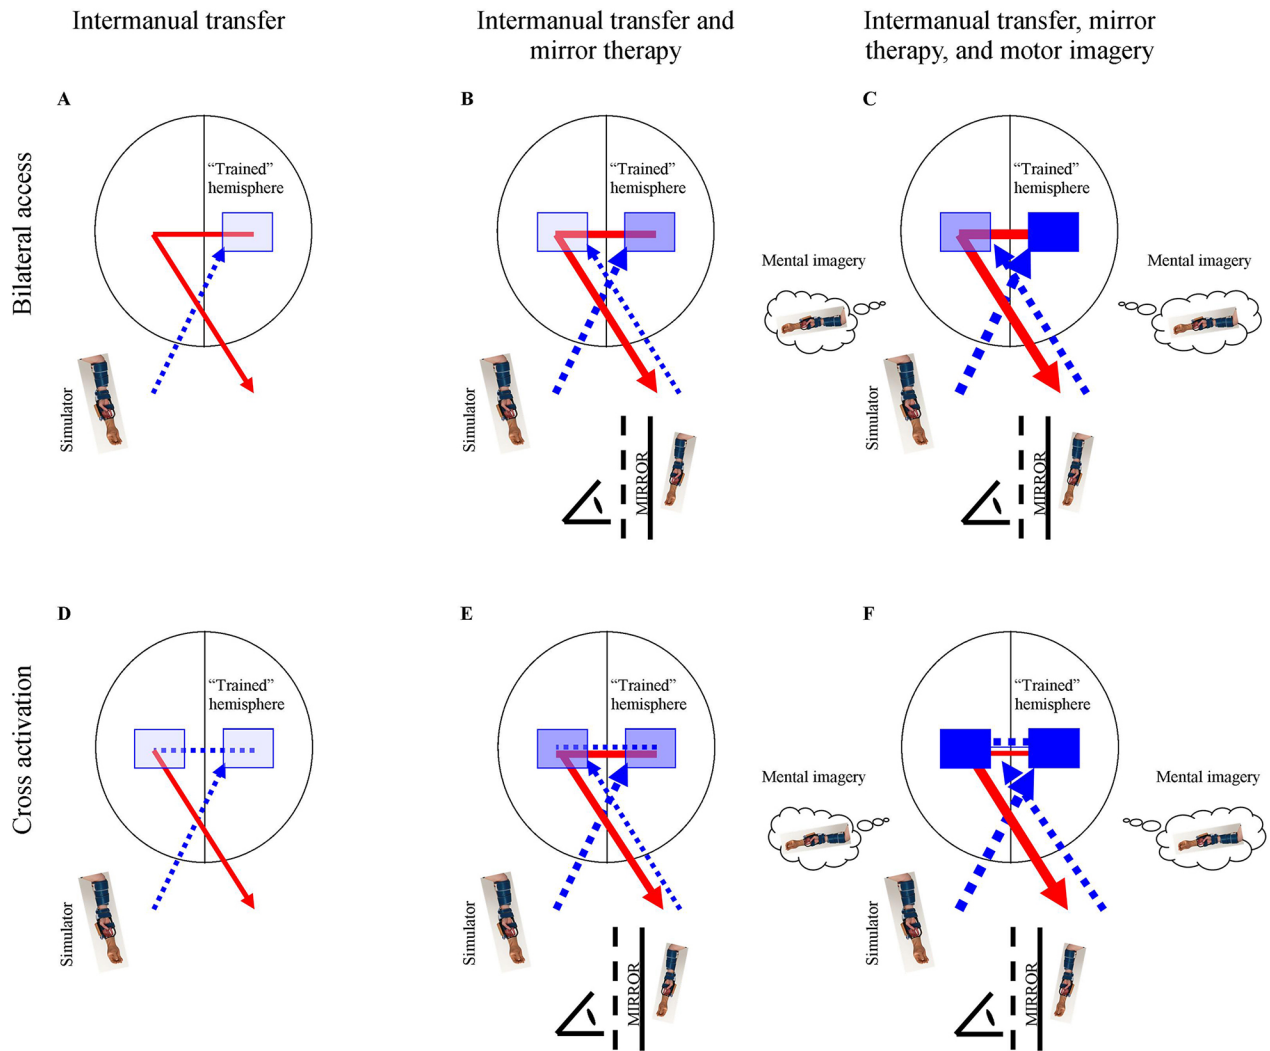 Intermanual transfer
Intermanual transfer and
mirror therapy
Intermanual transfer, mirror
therapy, and motor imagery
Bilateral access
A
“Trained”
hemisphere
Simulator
B
“Trained”
hemisphere
Simulator
MIRROR
C
“Trained”
hemisphere
Mental imagery
Mental imagery
Simulator
MIRROR
Cross activation
D
“Trained”
hemisphere
Simulator
E
“Trained”
hemisphere
Simulator
MIRROR
F
“Trained”
hemisphere
Mental imagery
Mental imagery
Simulator
MIRROR